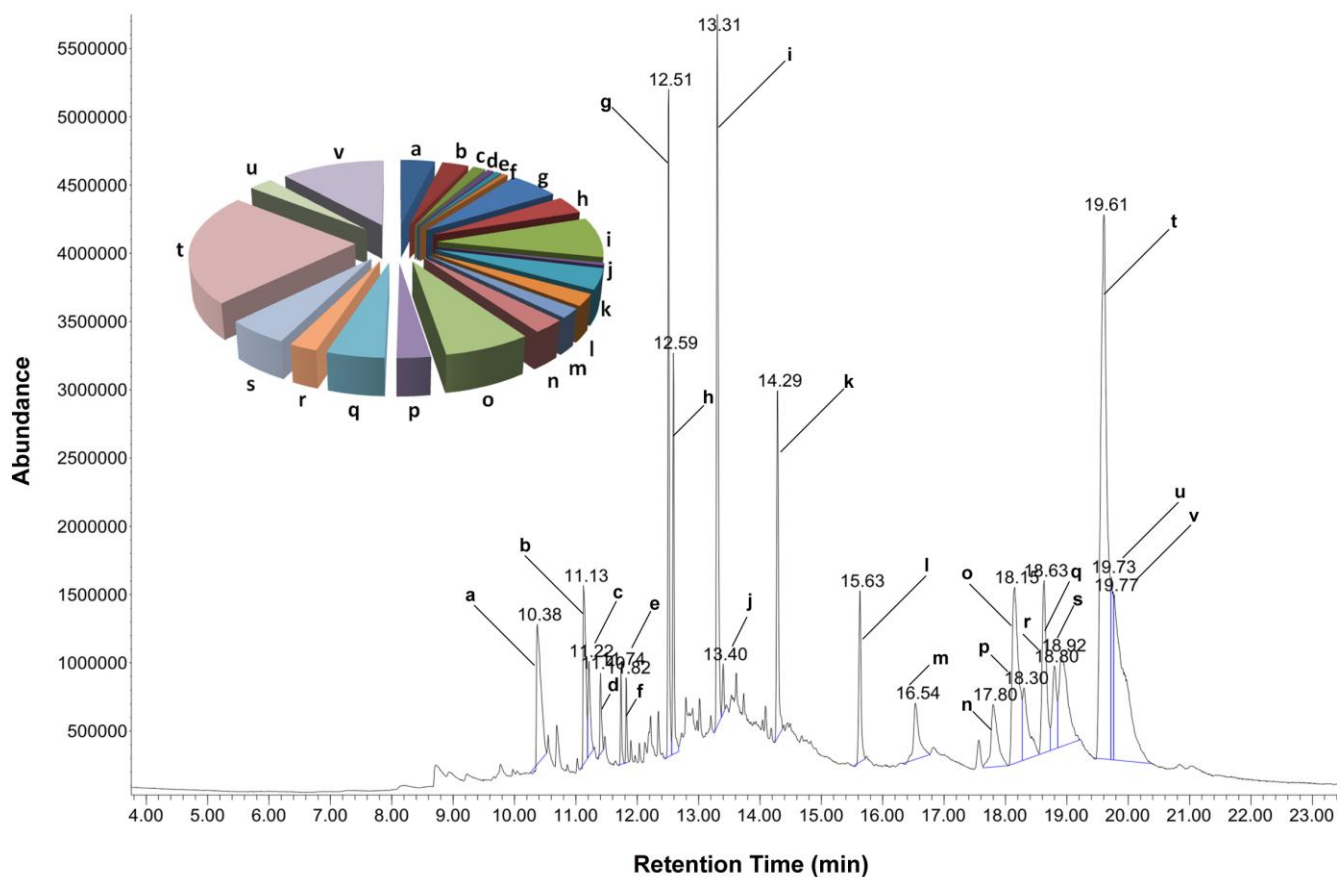 13.31
5500000
12.51
i
g
5000000
v
u
a
b
c
d
e
f
g
h
i
j
k
l
m
n
o
p
q
r
s
t
4500000
19.61
t
4000000
3500000
12.59
h
14.29
k
3000000
2500000
u
v
2000000
b
11.13
c
a
10.38
11.22
e
11.74
11.82
d
f
j
13.40
15.63
l
o
18.15
18.63
q
r
s
18.92
18.80
p
18.30
19.73
19.77
1500000
1000000
m
16.54
n
17.80
500000
Abundance
4.00 5.00 6.00 7.00 8.00 9.00 10.00 11.00 12.00 13.00 14.00 15.00 16.00 17.00 18.00 19.00 20.00 21.00 22.00 23.00
Retention Time (min)